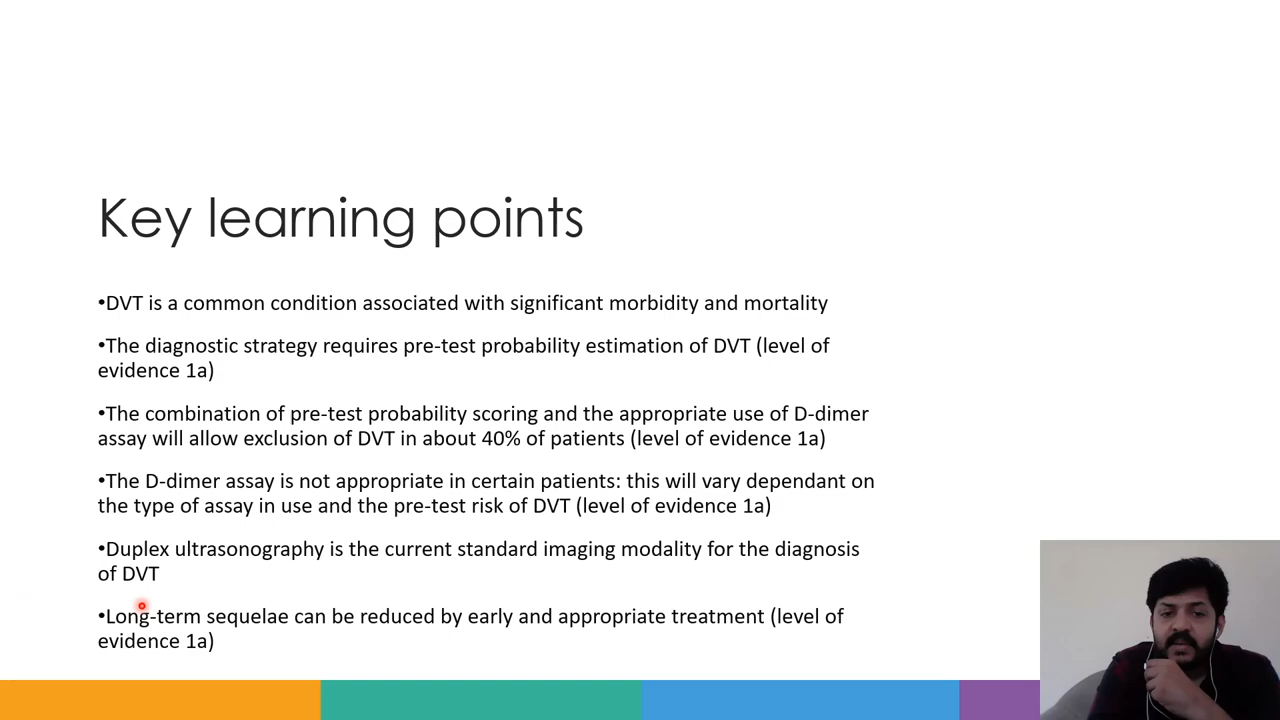 Key learning points
•DVT is a common condition associated with significant morbidity and mortality
•The diagnostic strategy requires pre-test probability estimation of DVT (level of
evidence 1a)
•The combination of pre-test probability scoring and the appropriate use of D-dimer
assay will allow exclusion of DVT in about 40% of patients (level of evidence 1a)
•The D-dimer assay is not appropriate in certain patients: this will vary dependant on
the type of assay in use and the pre-test risk of DVT (level of evidence 1a)
•Duplex ultrasonography is the current standard imaging modality for the diagnosis
of DVT
•Long-term sequelae can be reduced by early and appropriate treatment (level of
evidence 1a)